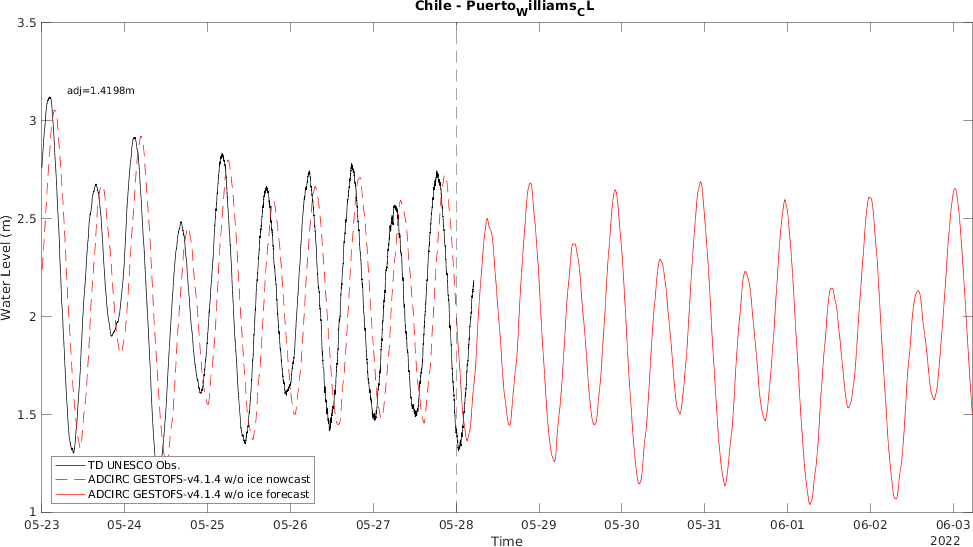 Chile - Puerto_Williams_CL
3.5
adj=1.4198m
3
2.5
Water Level (m)
2
1.5
TD UNESCO Obs.
ADCIRC GESTOFS-v4.1.4 w/o ice nowcast
ADCIRC GESTOFS-v4.1.4 w/o ice forecast
1
05-23 05-24 05-25 05-26 05-27 05-28 05-29 05-30 05-31 06-01 06-02 06-03
Time 2022